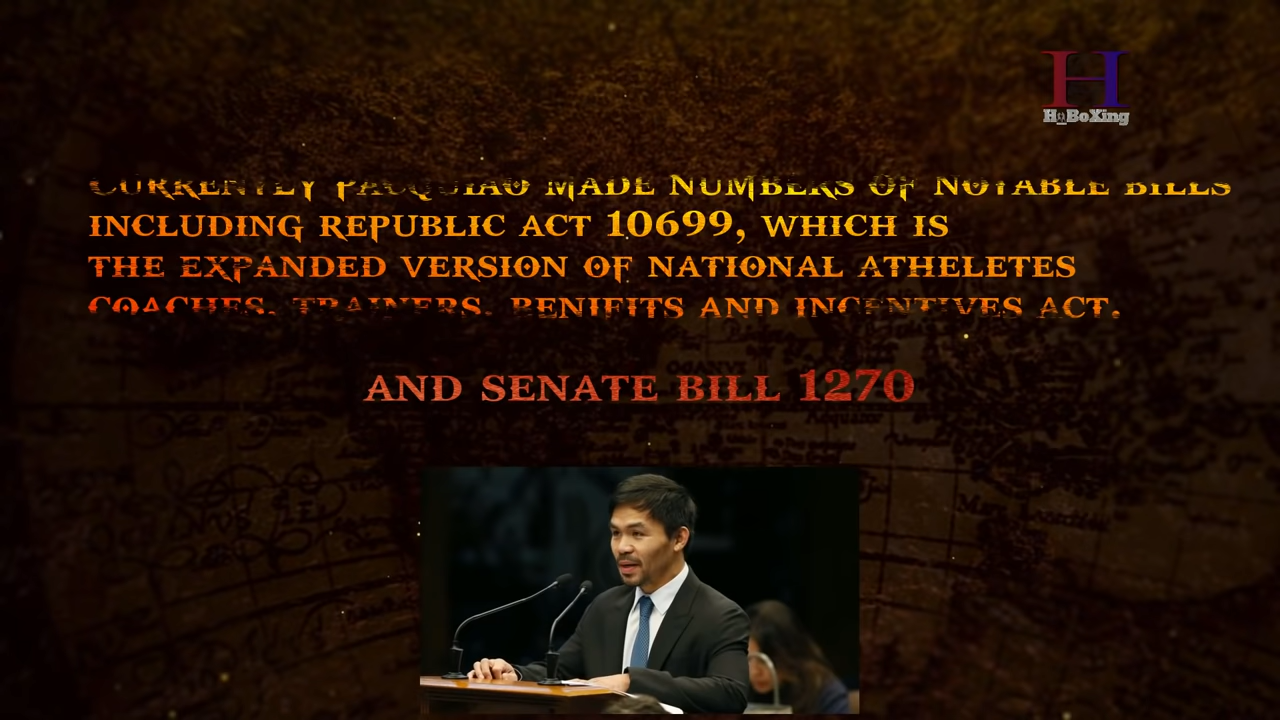 H
H_BoXing
CURRENTLY PACQUIAO MADE NUMBERS OF NOTABLE BILLS
INCLUDING REPUBLIC ACT 10699, WHICH IS
THE EXPANDED VERSION OF NATIONAL ATHELETES
COACHES, TRAINERS, BENIFITS AND INCENTIVES ACT.
AND SENATE BILL 1270